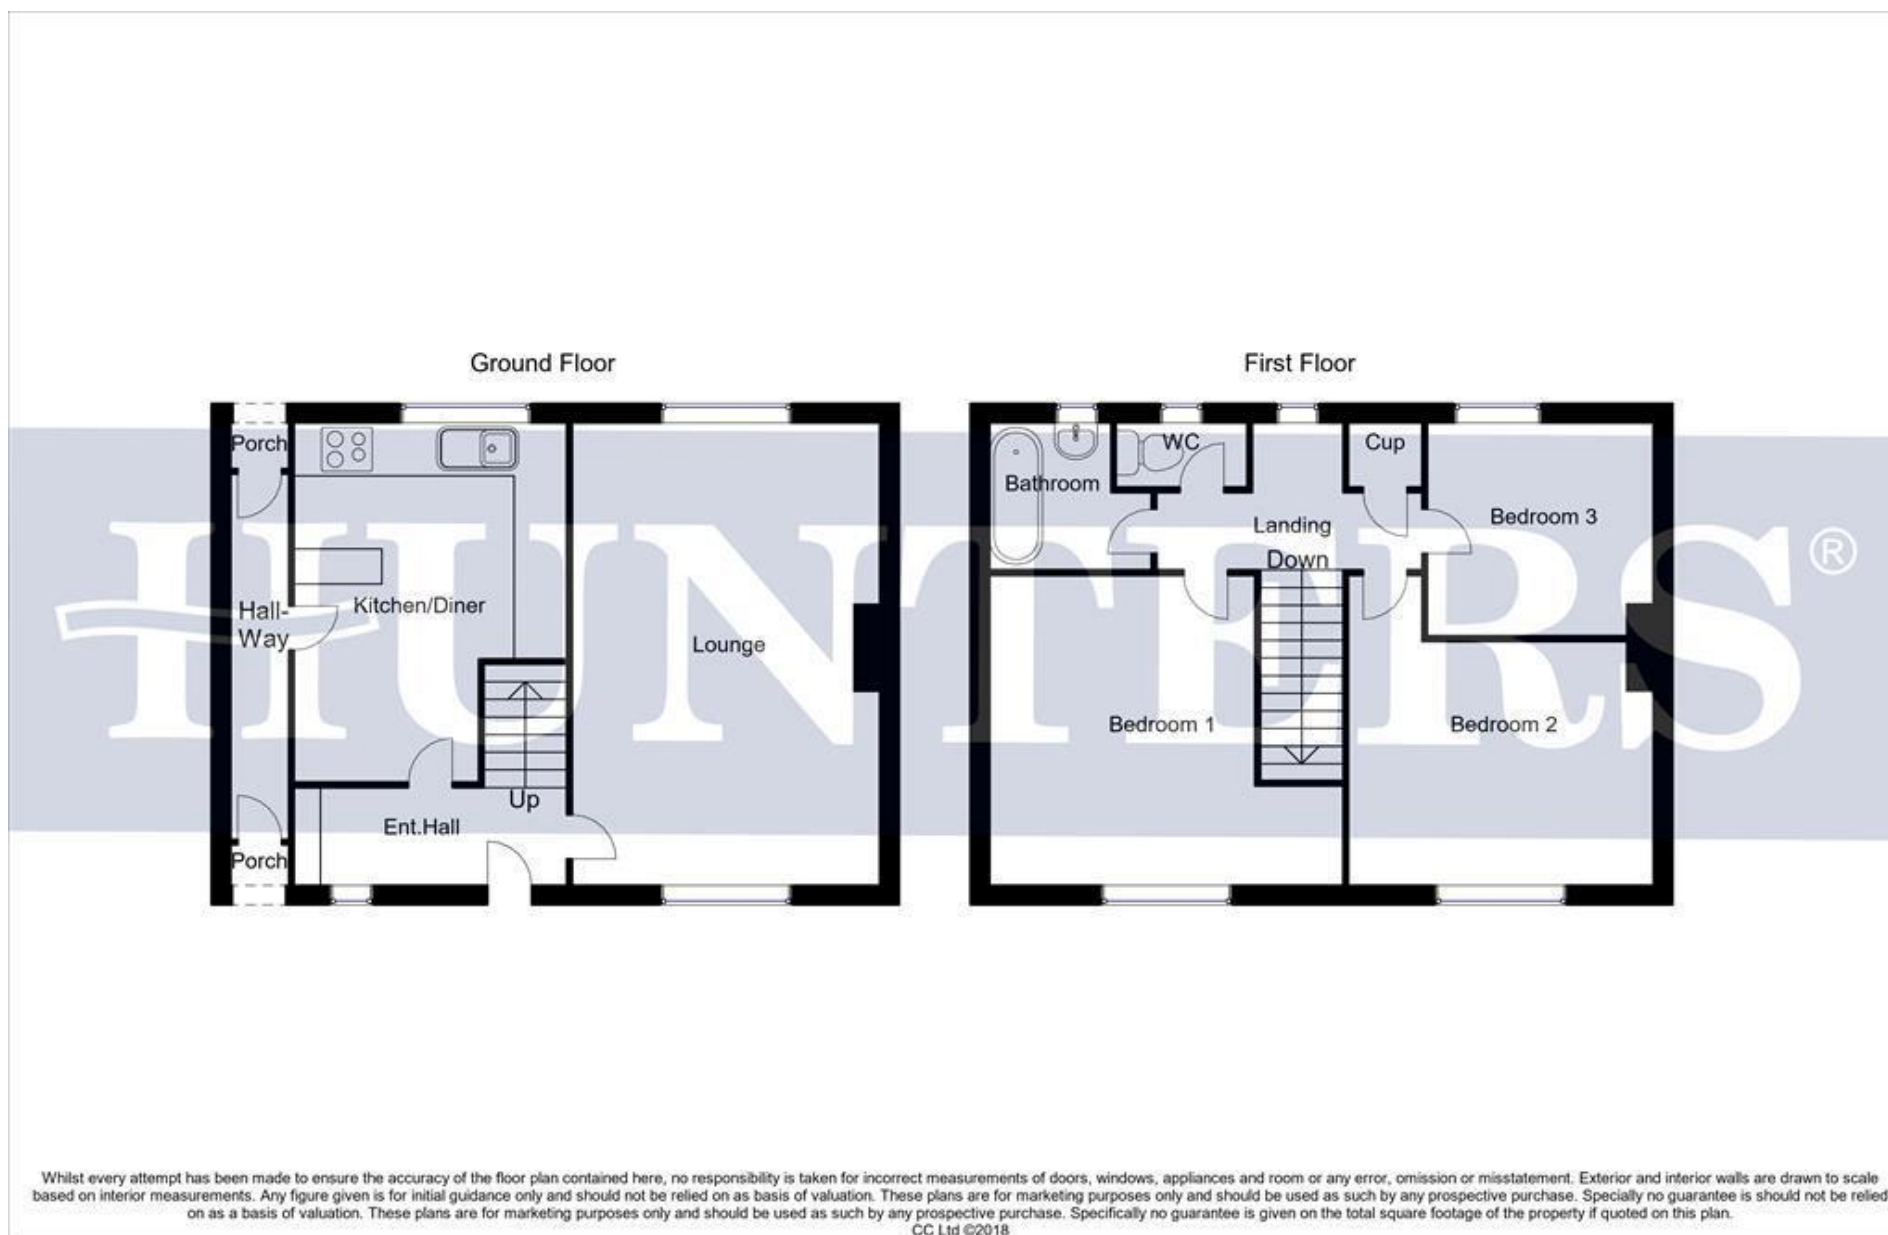 Ground Floor
First Floor
Porch
WC
Cup
Bathroom
Bedroom 3
Landing
Down
HUNTERS®
Hall-
Way
Kitchen/Diner
Lounge
Bedroom 1
Bedroom 2
Up
Ent.Hall
Porch
Whilst every attempt has been made to ensure the accuracy of the floor plan contained here, no responsibility is taken for incorrect measurements of doors, windows, appliances and room or any error, omission or misstatement. Exterior and interior walls are drawn to scale
based on interior measurements. Any figure given is for initial guidance only and should not be relied on as basis of valuation. These plans are for marketing purposes only and should be used as such by any prospective purchase. Specially no guarantee is should not be relied
on as a basis of valuation. These plans are for marketing purposes only and should be used as such by any prospective purchase. Specifically no guarantee is given on the total square footage of the property if quoted on this plan.
CC Ltd ©2018